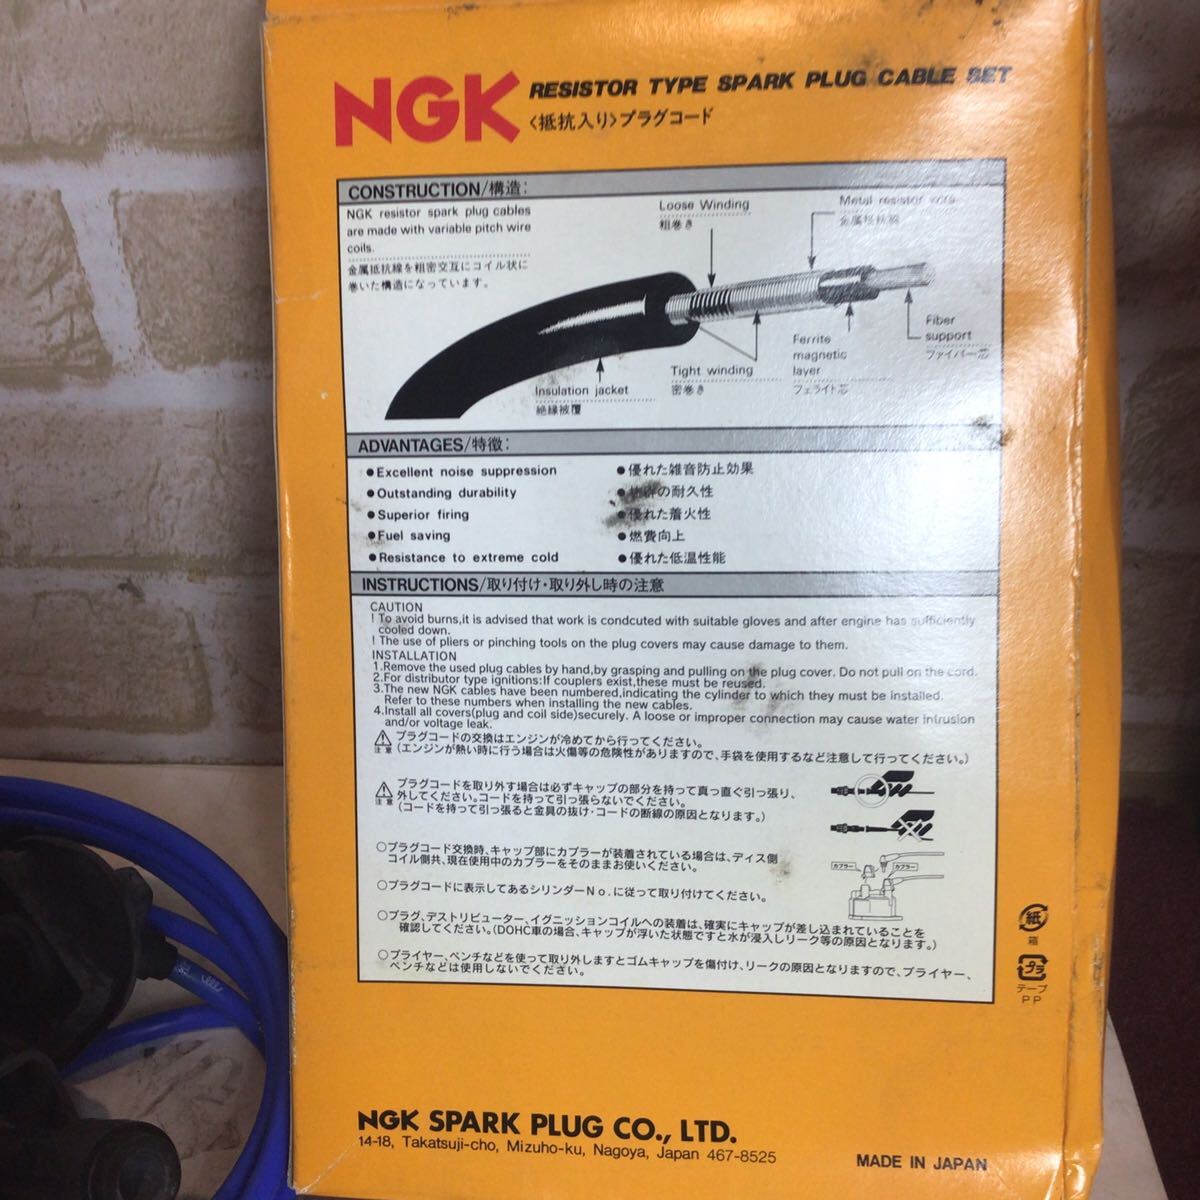 NGK
RESISTOR TYPE SPARK PLUG CABLE SET
〈抵抗入り〉プラグコード
CONSTRUCTION/構造:
NGK resistor spark plug cables
are made with variable pitch wire
coils.
金属抵抗線を粗密交互にコイル状に
巻いた構造になっています。
Loose Winding
粗巻き
Metal resistor wire
金属抵抗線
Fiber
support
ファイバー芯
Ferrite
magnetic
layer
フェライト芯
Tight winding
密巻き
Insulation jacket
絶縁被覆
ADVANTAGES/特徴:
●Excellent noise suppression
●Outstanding durability
●Superior firing
●Fuel saving
●Resistance to extreme cold
●優れた雑音防止効果
の耐久性
●優れた着火性
●燃費向上
●優れた低温性能
INSTRUCTIONS/取り付け・取り外し時の注意
CAUTION
! To avoid burns,it is advised that work is condcuted with suitable gloves and after engine has sufficiently
cooled down.
! The use of pliers or pinching tools on the plug covers may cause damage to them.
INSTALLATION
1.Remove the used plug cables by hand,by grasping and pulling on the plug cover. Do not pull on the cord.
2.For distributor type ignitions:If couplers exist,these must be reused.
3.The new NGK cables have been numbered,indicating the cylinder to which they must be installed.
Refer to these numbers when installing the new cables.
4.Install all covers(plug and coil side)securely. A loose or improper connection may cause water intrusion
and/or voltage leak.
注意 プラグコードの交換はエンジンが冷めてから行ってください。
(エンジンが熱い時に行う場合は火傷等の危険性がありますので、手袋を使用するなど注意して行ってください。)
注意 プラグコードを取り外す場合は必ずキャップの部分を持って真っ直ぐ引っ張り、
外してください。コードを持って引っ張らないでください。
(コードを持って引っ張ると金具の抜け・コードの断線の原因となります。)
○プラグコード交換時、キャップ部にカプラーが装着されている場合は、ディス側
コイル側共、現在使用中のカプラーをそのままお使いください。
カプラー
カプラー
○プラグコードに表示してあるシリンダーNo.に従って取り付けてください。
○プラグ、デストリビューター、イグニッションコイルへの装着は、確実にキャップが差し込まれていることを
確認してください。(DOHC車の場合、キャップが浮いた状態ですと水が浸入しリーク等の原因となります。)
○プライヤー、ペンチなどを使って取り外しますとゴムキャップを傷付け、リークの原因となりますので、プライヤー、
ペンチなどは使用しないでください。
紙
箱
プラ
テープ
PP
NGK SPARK PLUG CO., LTD.
14-18, Takatsuji-cho, Mizuho-ku, Nagoya, Japan 467-8525
MADE IN JAPAN